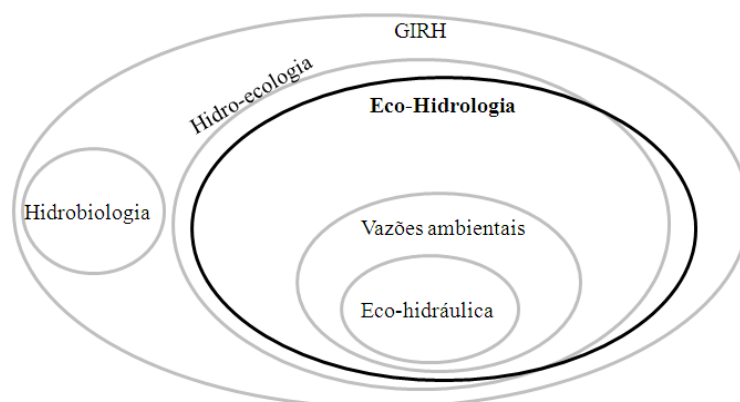 GIRH
Hidro-ecologia
Eco-Hidrologia
Hidrobiologia
Vazões ambientais
Eco-hidráulica